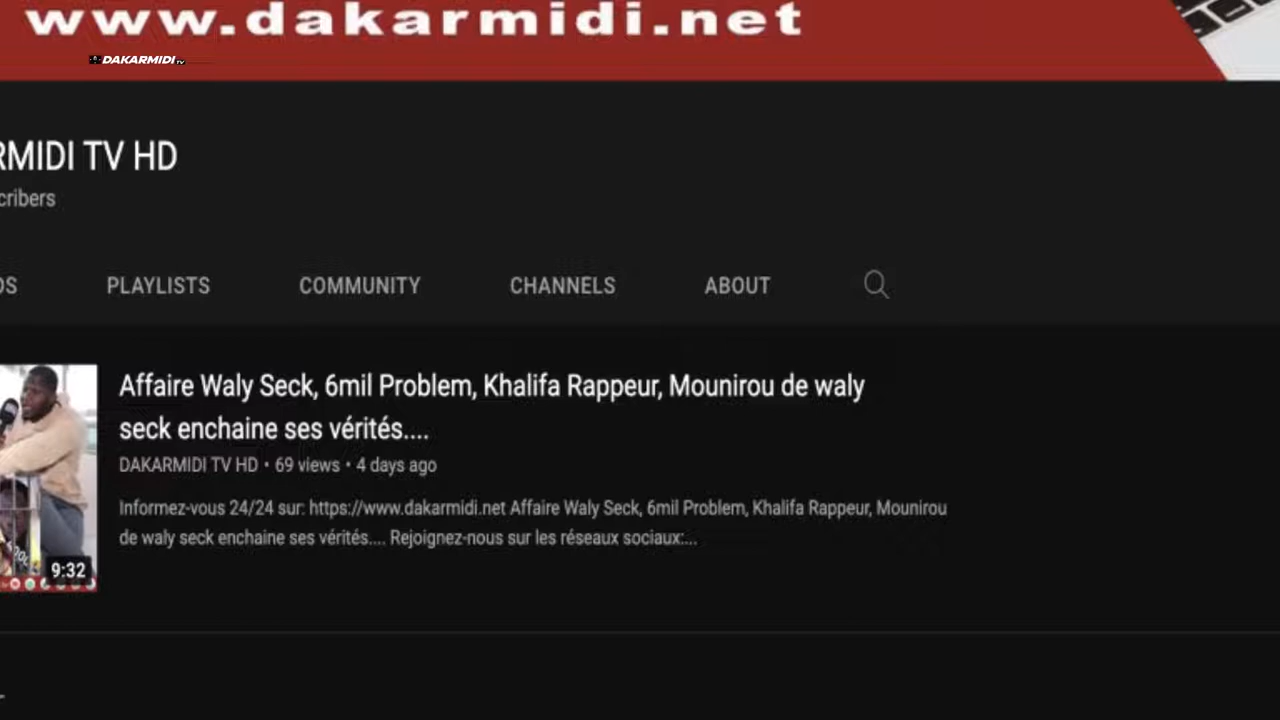 www.dakarmidi.net
DAKARMIDI TV
RMIDI TV HD
cribers
OS PLAYLISTS COMMUNITY CHANNELS ABOUT
Affaire Waly Seck, 6mil Problem, Khalifa Rappeur, Mounirou de waly
seck enchaine ses vérités....
DAKARMIDI TV HD • 69 views • 4 days ago
Informez-vous 24/24 sur: https://www.dakarmidi.net Affaire Waly Seck, 6mil Problem, Khalifa Rappeur, Mounirou
de waly seck enchaine ses vérités.... Rejoignez-nous sur les réseaux sociaux:...
9:32